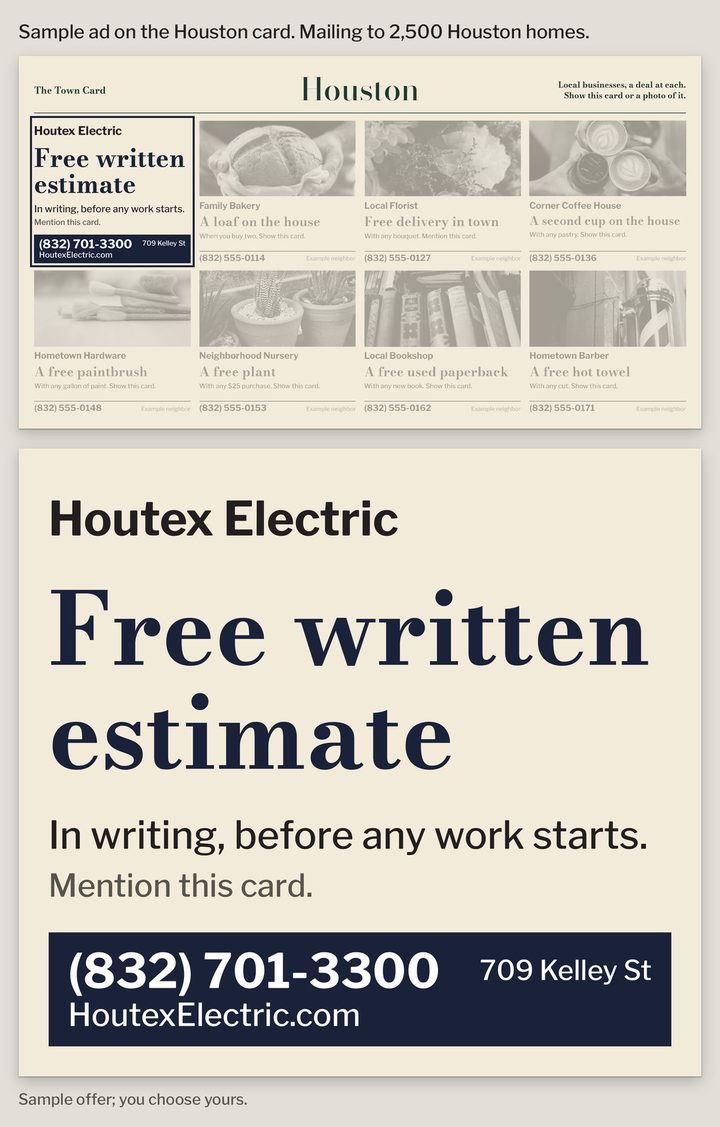 Sample ad on the Houston card. Mailing to 2,500 Houston homes.
The Town Card
Houston
Local businesses, a deal at each.
Show this card or a photo of it.
Houtex Electric
Free written
estimate
In writing, before any work starts.
Mention this card.
(832) 701-3300 709 Kelley St
HoutexElectric.com
Family Bakery
A loaf on the house
When you buy two. Show this card.
(832) 555-0114 Example neighbor
Local Florist
Free delivery in town
With any bouquet. Mention this card.
(832) 555-0127 Example neighbor
Corner Coffee House
A second cup on the house
With any pastry. Show this card.
(832) 555-0136 Example neighbor
Hometown Hardware
A free paintbrush
With any gallon of paint. Show this card.
(832) 555-0148 Example neighbor
Neighborhood Nursery
A free plant
With any $25 purchase. Show this card.
(832) 555-0153 Example neighbor
Local Bookshop
A free used paperback
With any new book. Show this card.
(832) 555-0162 Example neighbor
Hometown Barber
A free hot towel
With any cut. Show this card.
(832) 555-0171 Example neighbor
Houtex Electric
Free written
estimate
In writing, before any work starts.
Mention this card.
(832) 701-3300 709 Kelley St
HoutexElectric.com
Sample offer; you choose yours.